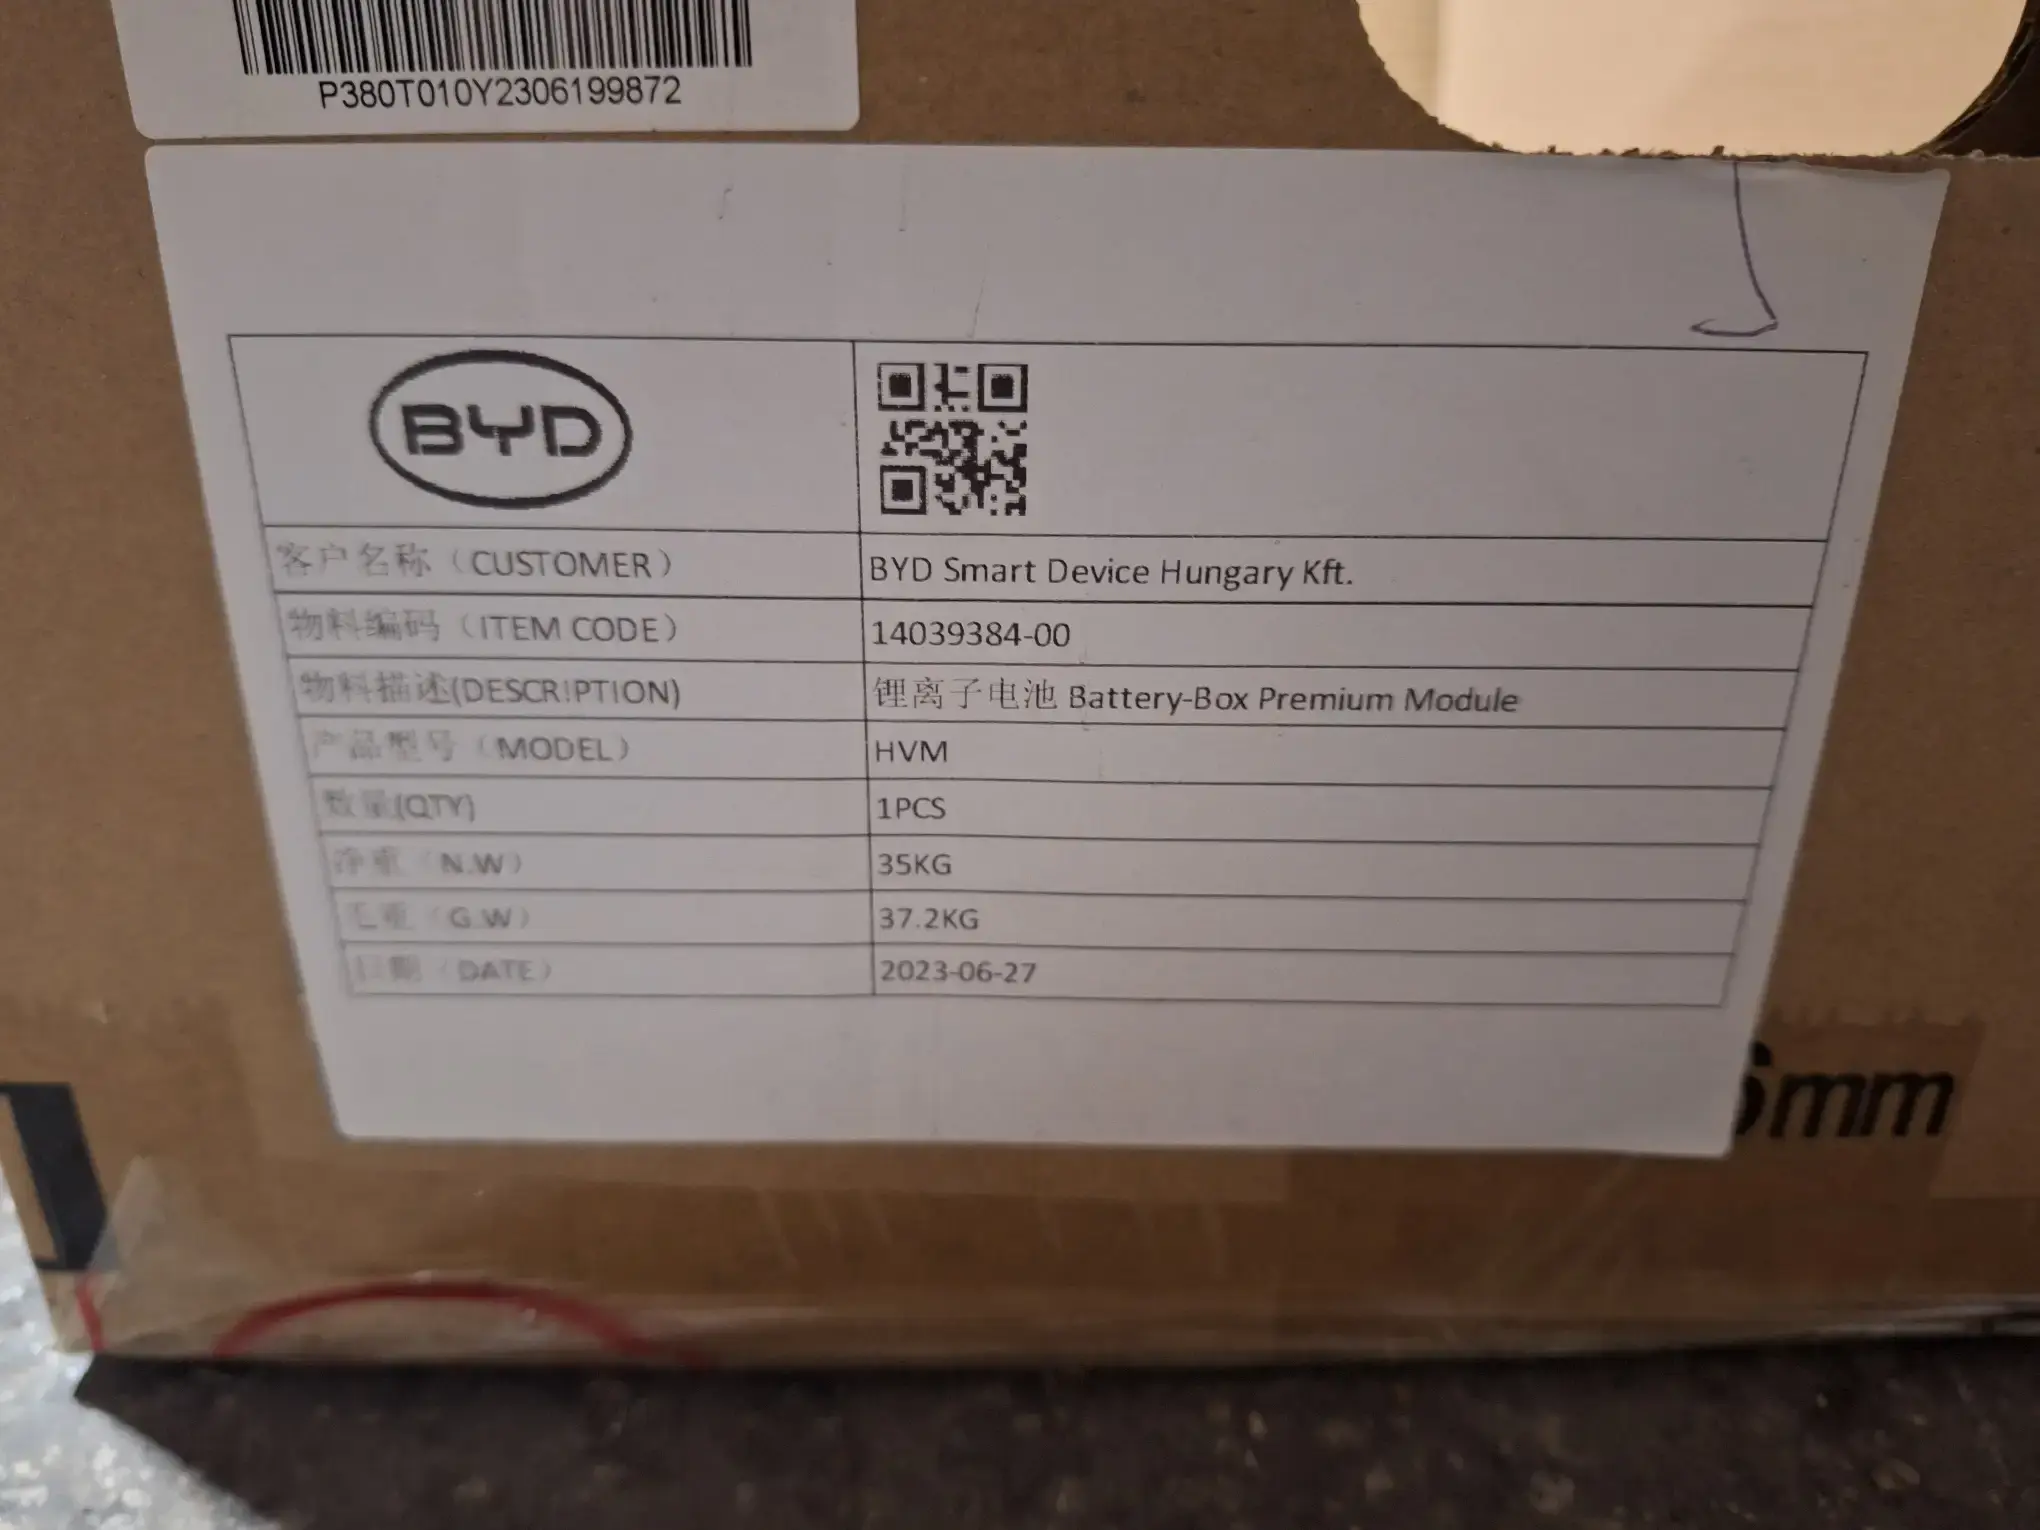 P380T010Y2306199872
BYD
客户名称（CUSTOMER） BYD Smart Device Hungary Kft.
物料编码（ITEM CODE） 14039384-00
物料描述(DESCRIPTION) 锂离子电池 Battery-Box Premium Module
产品型号（MODEL） HVM
数量(QTY) 1PCS
净重（N.W） 35KG
毛重（G.W） 37.2KG
日期（DATE） 2023-06-27
mm